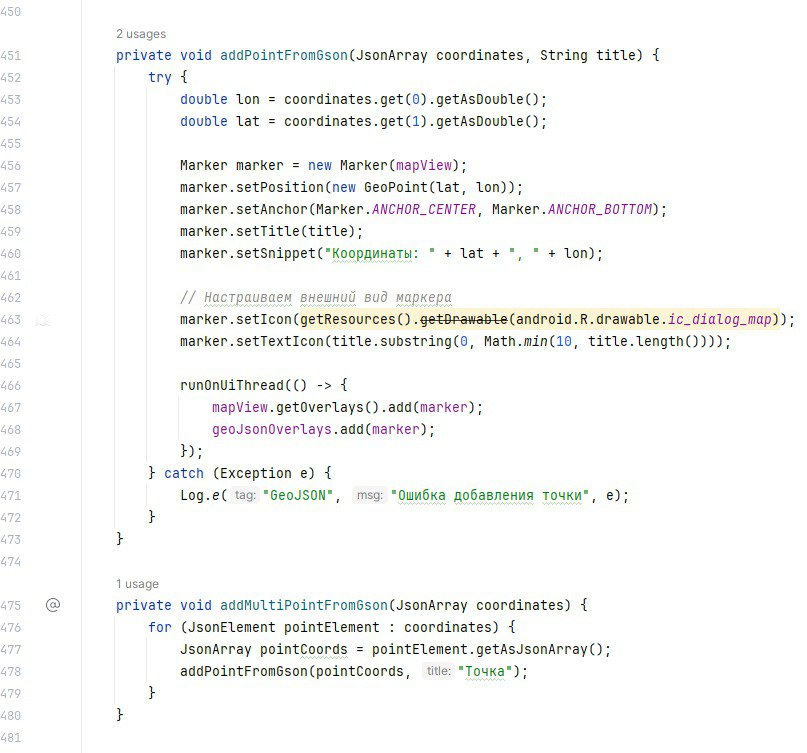 450
2 usages
451 private void addPointFromGson(JsonArray coordinates, String title) {
452 try {
453 double lon = coordinates.get(0).getAsDouble();
454 double lat = coordinates.get(1).getAsDouble();
455
456 Marker marker = new Marker(mapView);
457 marker.setPosition(new GeoPoint(lat, lon));
458 marker.setAnchor(Marker.ANCHOR_CENTER, Marker.ANCHOR_BOTTOM);
459 marker.setTitle(title);
460 marker.setSnippet("Координаты: " + lat + ", " + lon);
461
462 // Настраиваем внешний вид маркера
463 marker.setIcon(getResources().getDrawable(android.R.drawable.ic_dialog_map));
464 marker.setTextIcon(title.substring(0, Math.min(10, title.length())));
465
466 runOnUiThread(() -> {
467 mapView.getOverlays().add(marker);
468 geoJsonOverlays.add(marker);
469 });
470 } catch (Exception e) {
471 Log.e( tag: "GeoJSON", msg: "Ошибка добавления точки", e);
472 }
473 }
474
1 usage
475 @ private void addMultiPointFromGson(JsonArray coordinates) {
476 for (JsonElement pointElement : coordinates) {
477 JsonArray pointCoords = pointElement.getAsJsonArray();
478 addPointFromGson(pointCoords, title: "Точка");
479 }
480 }
481